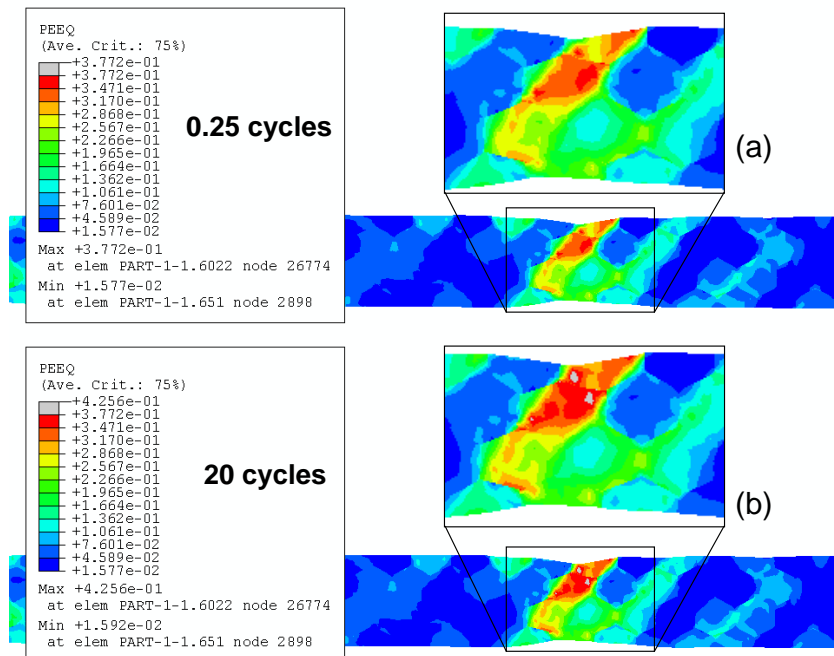 PEEQ
(Ave. Crit.: 75%)
+3.772e-01
+3.772e-01
+3.471e-01
+3.170e-01
+2.868e-01
+2.567e-01
+2.266e-01
+1.965e-01
+1.664e-01
+1.362e-01
+1.061e-01
+7.601e-02
+4.589e-02
+1.577e-02
Max +3.772e-01
at elem PART-1-1.6022 node 26774
Min +1.577e-02
at elem PART-1-1.651 node 2898
0.25 cycles
(a)
PEEQ
(Ave. Crit.: 75%)
+4.256e-01
+3.772e-01
+3.471e-01
+3.170e-01
+2.868e-01
+2.567e-01
+2.266e-01
+1.965e-01
+1.664e-01
+1.362e-01
+1.061e-01
+7.601e-02
+4.589e-02
+1.577e-02
Max +4.256e-01
at elem PART-1-1.6022 node 26774
Min +1.592e-02
at elem PART-1-1.651 node 2898
20 cycles
(b)